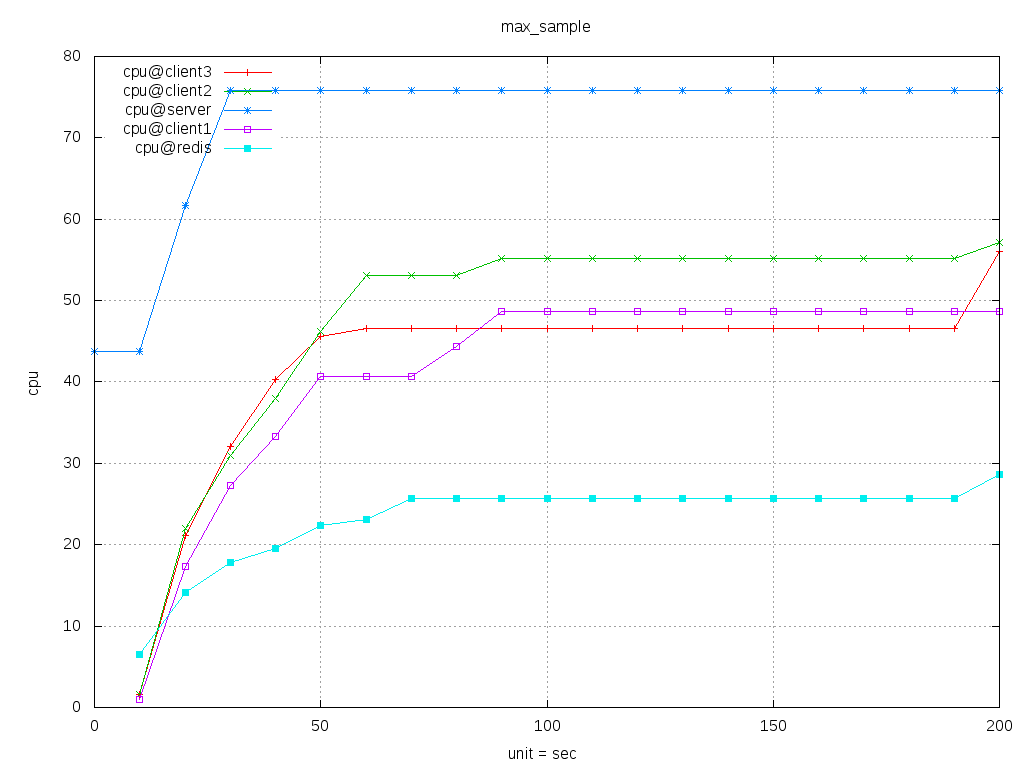 max_sample
80
70
60
50
40
30
20
10
0
cpu
cpu@client3
cpu@client2
cpu@server
cpu@client1
cpu@redis
0 50 100 150 200
unit = sec